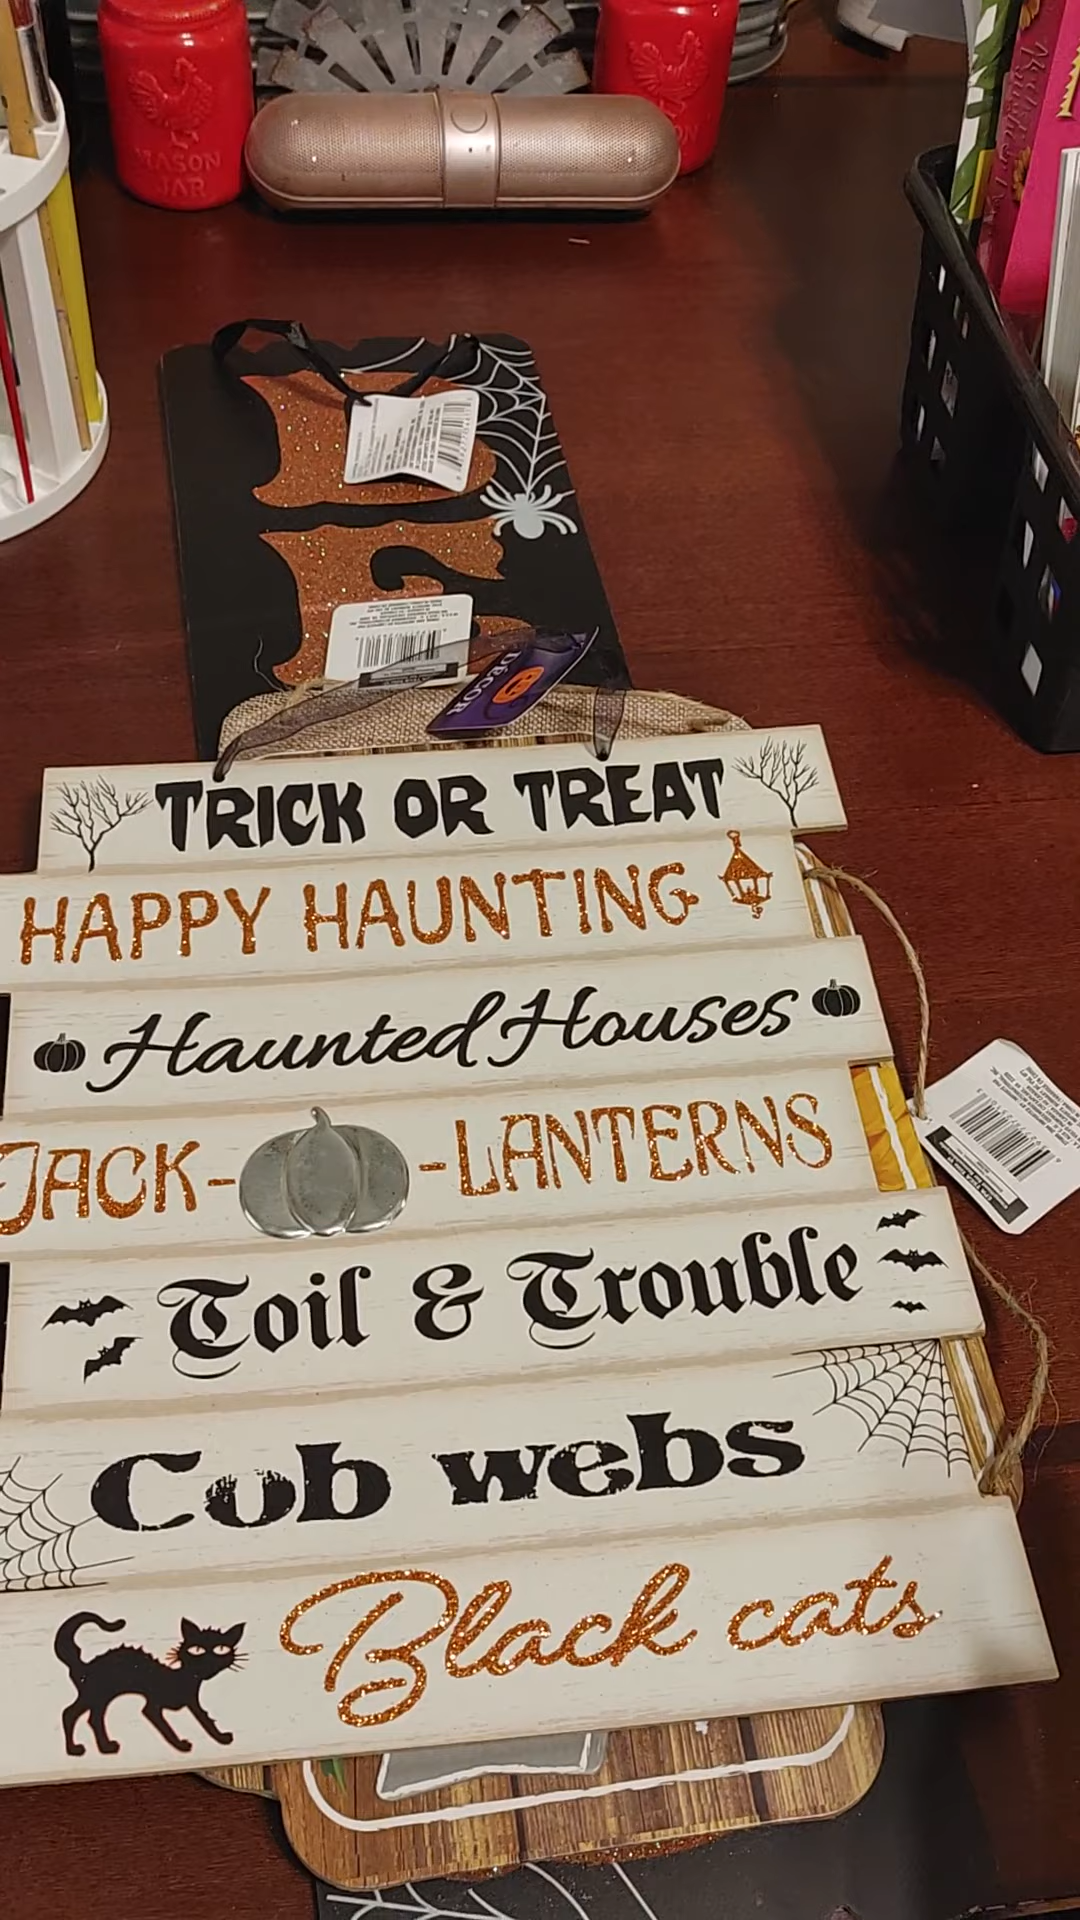 MASON
JAR
DECOR
TRICK OR TREAT
HAPPY HAUNTING
Haunted Houses
JACK- -LANTERNS
Toil & Trouble
Cob webs
Black cats